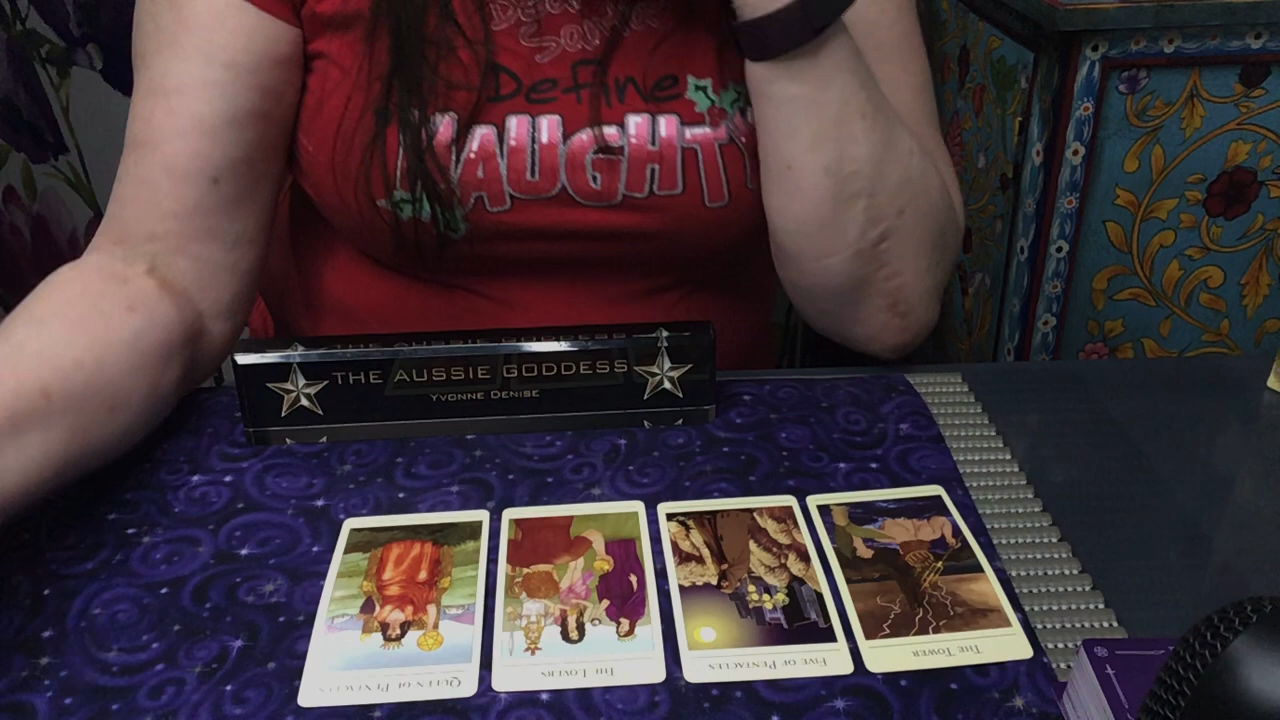 Define
NAUGHTY
THE AUSSIE GODDESS
YVONNE DENISE
QUEEN OF PENTACLES
THE LOVERS
FIVE OF PENTACLES
THE TOWER